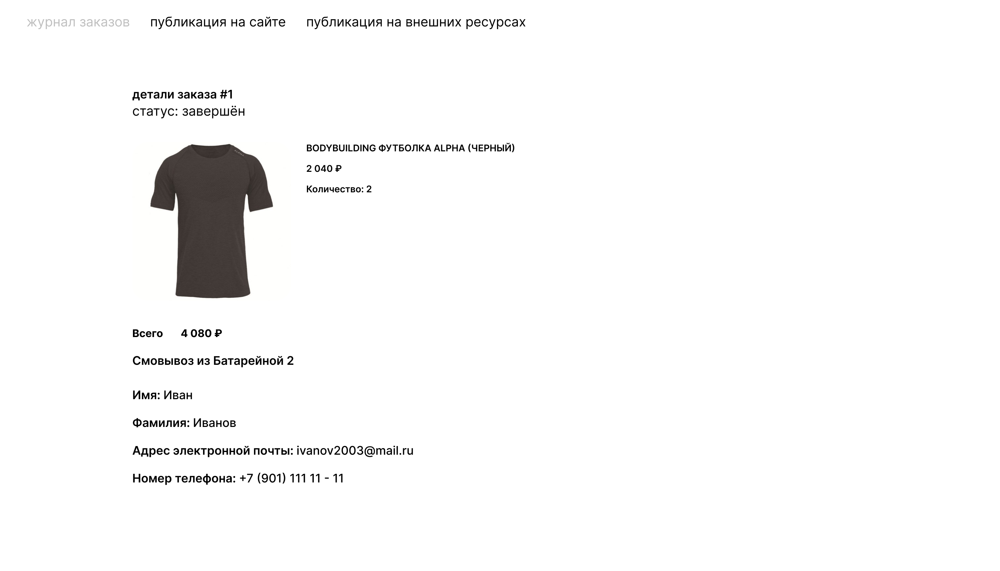 журнал заказов публикация на сайте публикация на внешних ресурсах
детали заказа #1
статус: завершён
ALPHA
BODYBUILDING ФУТБОЛКА ALPHA (ЧЕРНЫЙ)
2 040 ₽
Количество: 2
Всего 4 080 ₽
Смовывоз из Батарейной 2
Имя: Иван
Фамилия: Иванов
Адрес электронной почты: ivanov2003@mail.ru
Номер телефона: +7 (901) 111 11 - 11